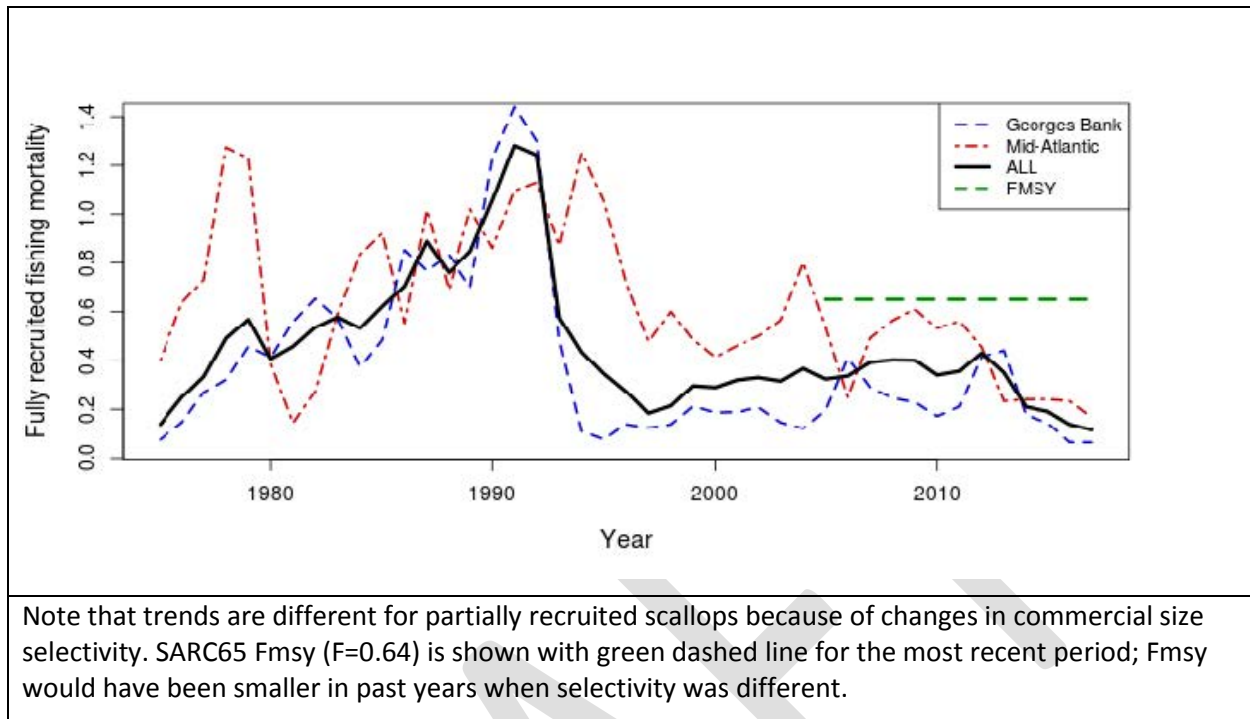 Fully recruited fishing mortality
0.0 0.2 0.4 0.6 0.8 1.0 1.2 1.4
Georges Bank
Mid-Atlantic
ALL
FMSY
1980 1990 2000 2010
Year
Note that trends are different for partially recruited scallops because of changes in commercial size
selectivity. SARC65 Fmsy (F=0.64) is shown with green dashed line for the most recent period; Fmsy
would have been smaller in past years when selectivity was different.